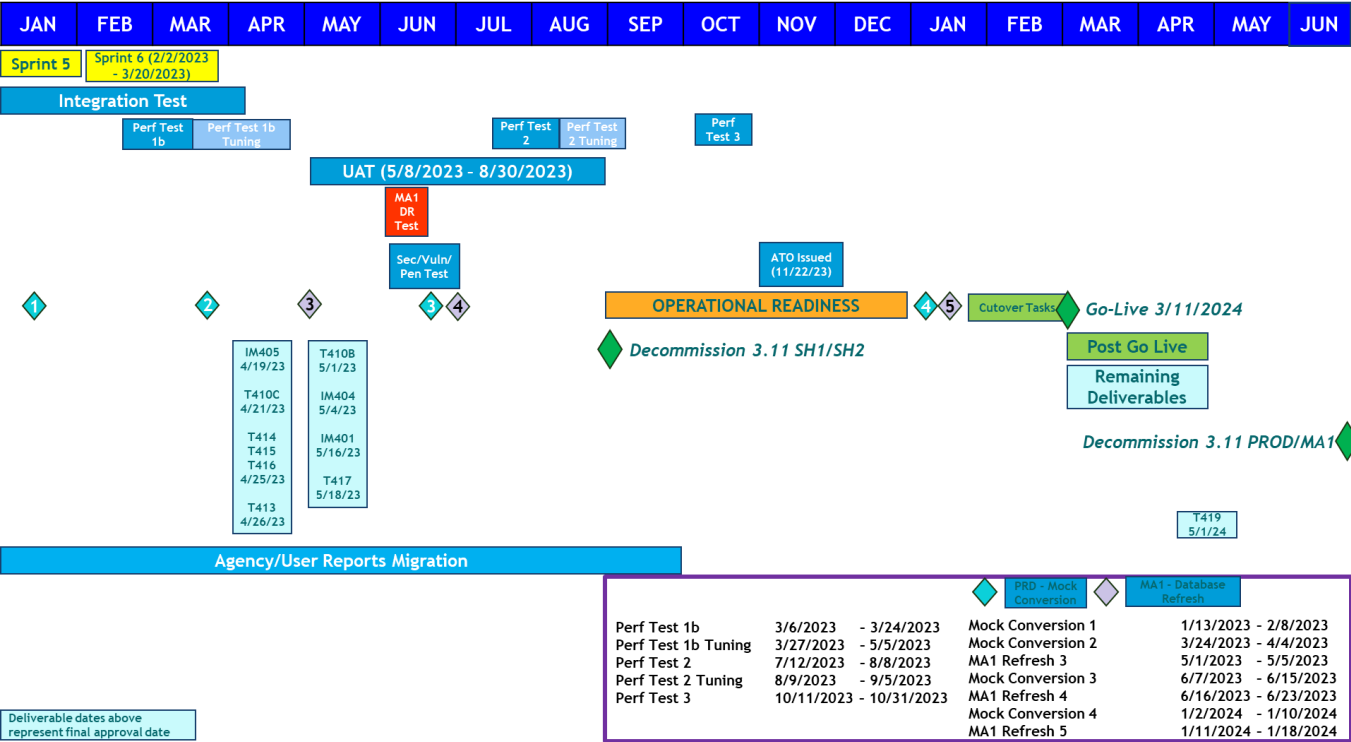 JAN FEB MAR APR MAY JUN JUL AUG SEP OCT NOV DEC JAN FEB MAR APR MAY JUN
Sprint 5
Sprint 6 (2/2/2023
- 3/20/2023)
Integration Test
Perf Test
1b
Perf Test 1b
Tuning
Perf Test
2
Perf Test
2 Tuning
Perf
Test 3
UAT (5/8/2023 - 8/30/2023)
MA1
DR
Test
Sec/Vuln/
Pen Test
ATO Issued
(11/22/23)
1
2
3
3
4
OPERATIONAL READINESS
4
5
Cutover Tasks
Go-Live 3/11/2024
Decommission 3.11 SH1/SH2
Post Go Live
Remaining
Deliverables
IM405
4/19/23
T410C
4/21/23
T414
T415
T416
4/25/23
T413
4/26/23
T410B
5/1/23
IM404
5/4/23
IM401
5/16/23
T417
5/18/23
Decommission 3.11 PROD/MA1
T419
5/1/24
Agency/User Reports Migration
PRD - Mock
Conversion
MA1 - Database
Refresh
Perf Test 1b 3/6/2023 - 3/24/2023
Perf Test 1b Tuning 3/27/2023 - 5/5/2023
Perf Test 2 7/12/2023 - 8/8/2023
Perf Test 2 Tuning 8/9/2023 - 9/5/2023
Perf Test 3 10/11/2023 - 10/31/2023
Mock Conversion 1 1/13/2023 - 2/8/2023
Mock Conversion 2 3/24/2023 - 4/4/2023
MA1 Refresh 3 5/1/2023 - 5/5/2023
Mock Conversion 3 6/7/2023 - 6/15/2023
MA1 Refresh 4 6/16/2023 - 6/23/2023
Mock Conversion 4 1/2/2024 - 1/10/2024
MA1 Refresh 5 1/11/2024 - 1/18/2024
Deliverable dates above
represent final approval date